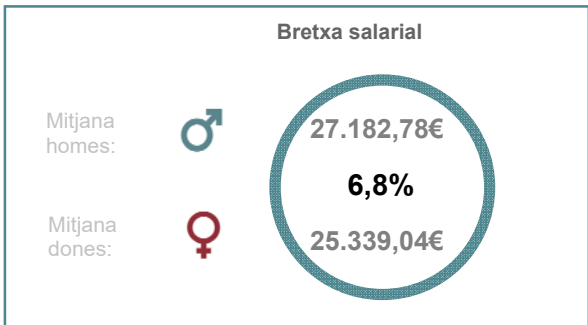 Bretxa salarial
Mitjana
homes:
27.182,78€
6,8%
Mitjana
dones:
25.339,04€